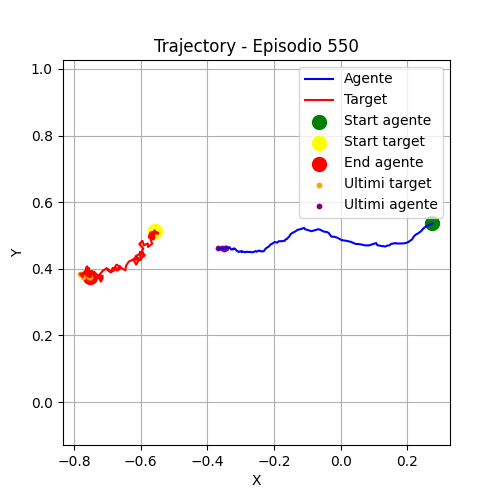 Trajectory - Episodio 550
Agente
Target
Start agente
Start target
End agente
Ultimi target
Ultimi agente
Y
1.0
0.8
0.6
0.4
0.2
0.0
−0.8 −0.6 −0.4 −0.2 0.0 0.2
X